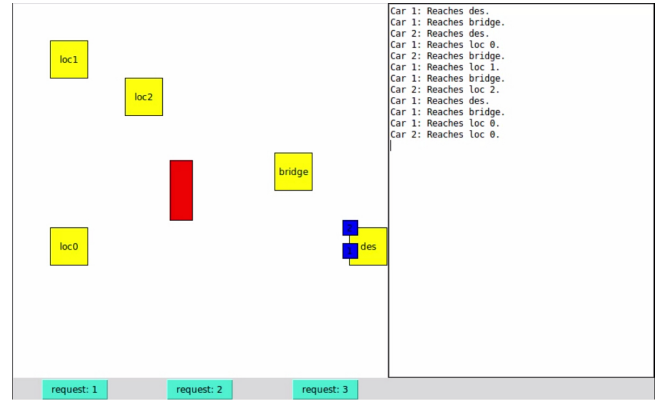 loc1
loc2
bridge
loc0
des
Car 1: Reaches des.
Car 1: Reaches bridge.
Car 2: Reaches des.
Car 1: Reaches loc 0.
Car 2: Reaches bridge.
Car 1: Reaches loc 1.
Car 1: Reaches bridge.
Car 2: Reaches loc 2.
Car 1: Reaches des.
Car 1: Reaches bridge.
Car 1: Reaches loc 0.
Car 2: Reaches loc 0.
request: 1
request: 2
request: 3